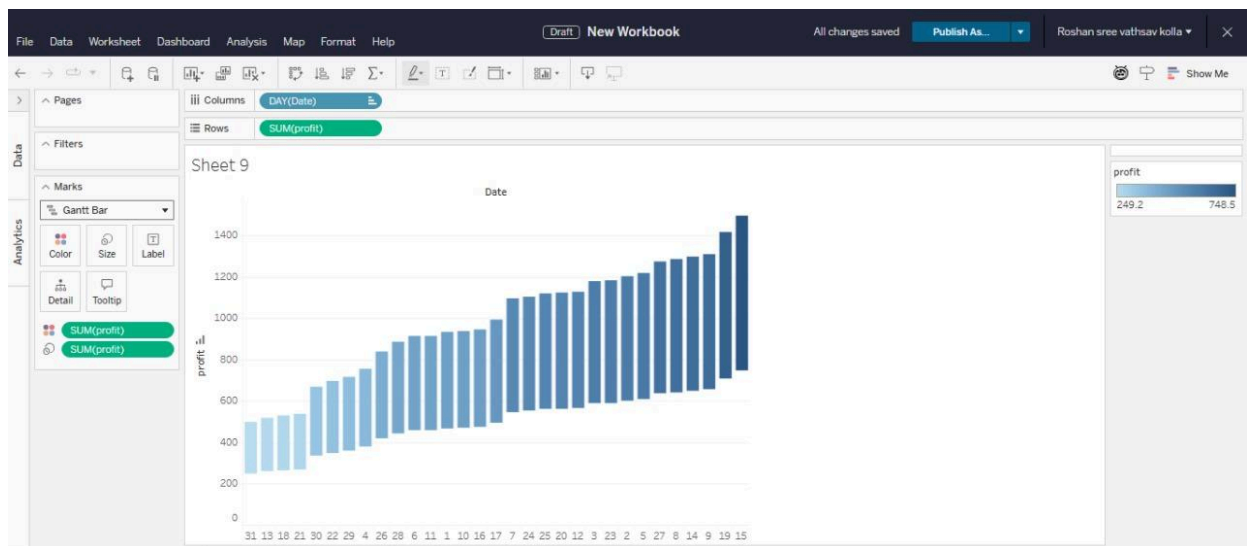 Draft New Workbook
All changes saved
Publish As...
Roshan sree vathsav kolla
File Data Worksheet Dashboard Analysis Map Format Help
Show Me
Data
Analytics
Pages
Filters
Marks
Gantt Bar
Color Size Label
Detail Tooltip
SUM(profit)
SUM(profit)
iii Columns DAY(Date)
Rows SUM(profit)
Sheet 9
Date
profit
1400
1200
1000
800
600
400
200
0
31 13 18 21 30 22 29 4 26 28 6 11 1 10 16 17 7 24 25 20 12 3 23 2 5 27 8 14 9 19 15
profit
249.2 748.5